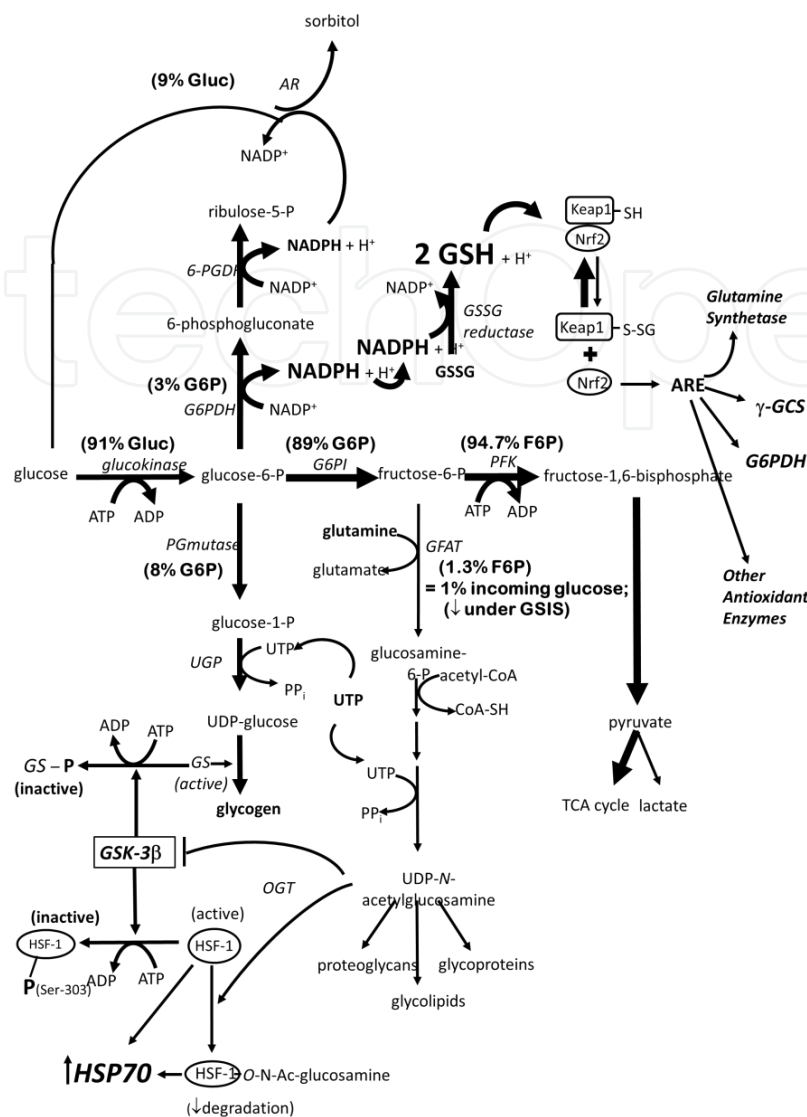 sorbitol
(9% Gluc)
AR
NADP⁺
ribulose-5-P
6-PGDH
NADPH + H⁺
NADP⁺
6-phosphogluconate
(3% G6P)
G6PDH
NADPH + H⁺
NADP⁺
NADPH + H⁺
GSSG
NADP⁺
GSSG
reductase
2 GSH + H⁺
Keap1 SH
Nrf2
Keap1 S-SG
+
Nrf2
ARE
Glutamine
Synthetase
γ-GCS
G6PDH
Other
Antioxidant
Enzymes
techOpe
(91% Gluc)
glucose
glucokinase
ATP
ADP
glucose-6-P
(89% G6P)
G6PI
fructose-6-P
(94.7% F6P)
PFK
ATP
ADP
fructose-1,6-bisphosphate
PGmutase
(8% G6P)
glucose-1-P
UGP
UTP
PPi
UTP
UDP-glucose
glutamine
glutamate
GFAT
(1.3% F6P)
= 1% incoming glucose;
(↓ under GSIS)
glucosamine-
6-P
acetyl-CoA
CoA-SH
UTP
PPi
pyruvate
TCA cycle
lactate
ADP
ATP
GS – P
(inactive)
GS
(active)
glycogen
GSK-3β
OGT
UDP-N-
acetylglucosamine
proteoglycans
glycoproteins
glycolipids
(inactive)
(active)
HSF-1
HSF-1
P(Ser-303)
ADP
ATP
↑HSP70
HSF-1 O-N-Ac-glucosamine
(↓degradation)